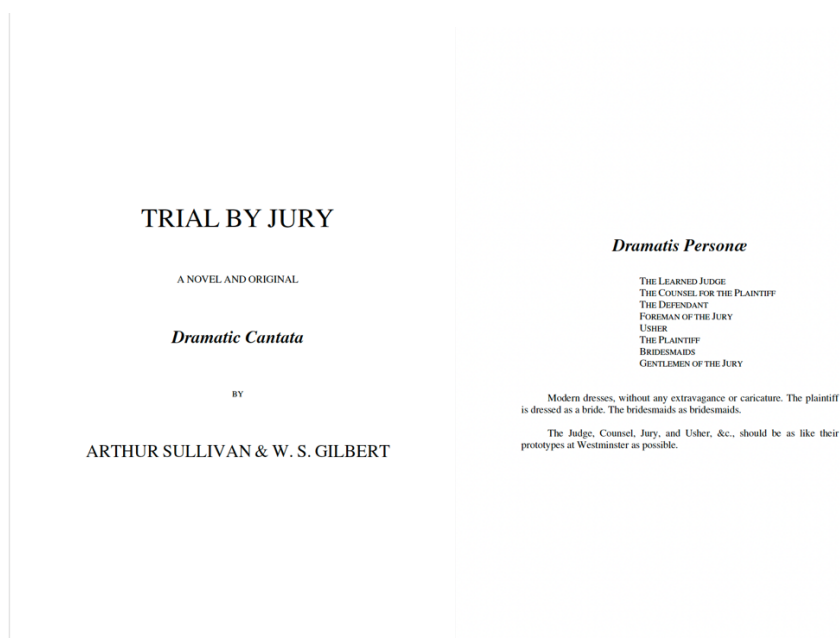 TRIAL BY JURY
A NOVEL AND ORIGINAL
Dramatic Cantata
BY
ARTHUR SULLIVAN & W. S. GILBERT
Dramatis Personæ
THE LEARNED JUDGE
THE COUNSEL FOR THE PLAINTIFF
THE DEFENDANT
FOREMAN OF THE JURY
USHER
THE PLAINTIFF
BRIDESMAIDS
GENTLEMEN OF THE JURY
Modern dresses, without any extravagance or caricature. The plaintiff
is dressed as a bride. The bridesmaids as bridesmaids.
The Judge, Counsel, Jury, and Usher, &c., should be as like their
prototypes at Westminster as possible.